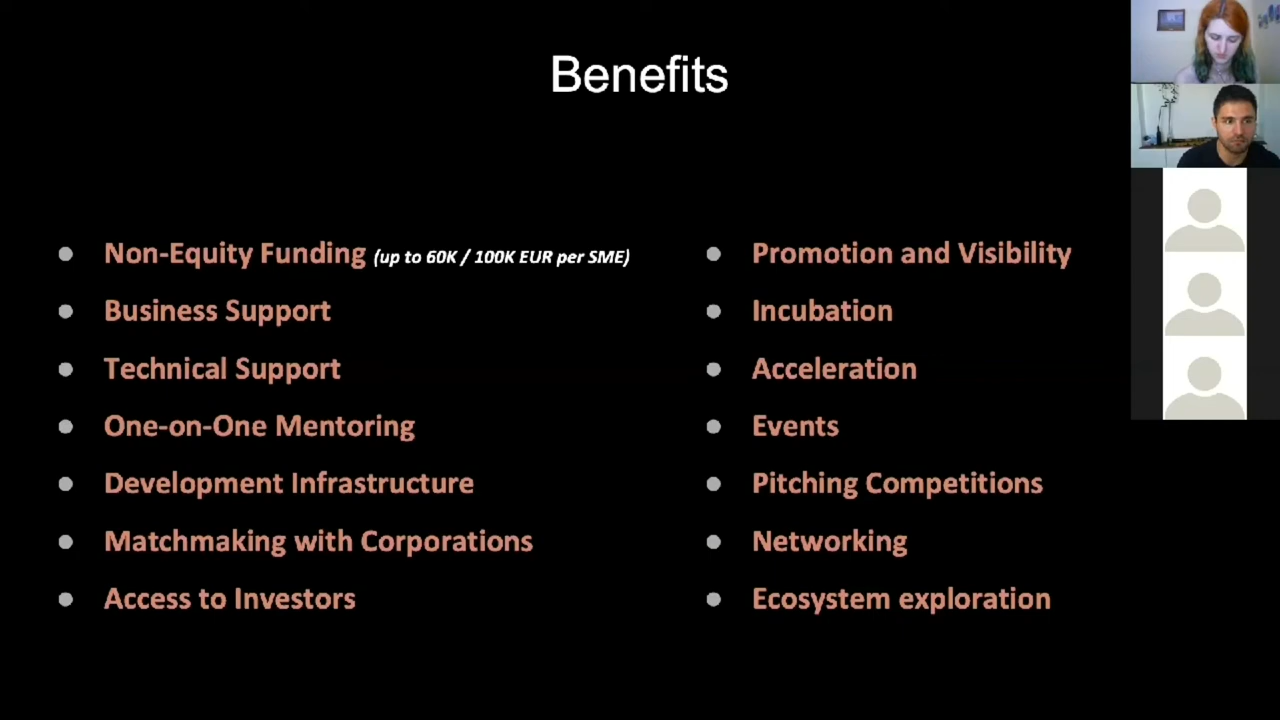 Benefits
Non-Equity Funding (up to 60K / 100K EUR per SME)
Business Support
Technical Support
One-on-One Mentoring
Development Infrastructure
Matchmaking with Corporations
Access to Investors
Promotion and Visibility
Incubation
Acceleration
Events
Pitching Competitions
Networking
Ecosystem exploration